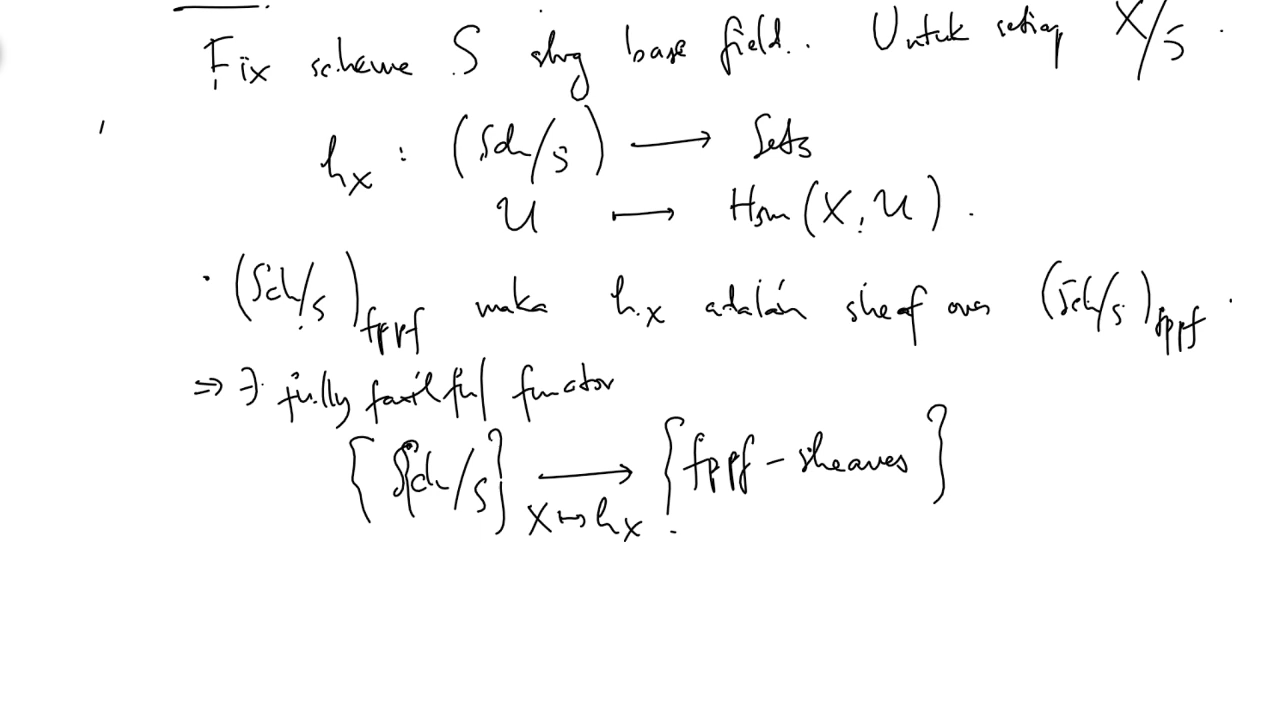 Fix scheme S sbg base field. Untuk setiap X/S.
h_X : (Sch/S) → Sets
U ↦ Hom(X, U).
· (Sch/S)_fppf maka h_X adalah sheaf over (Sch/S)_fppf.
⇒ ∃ fully faithful functor
{Sch/S} → {fppf-sheaves}
X ↦ h_X